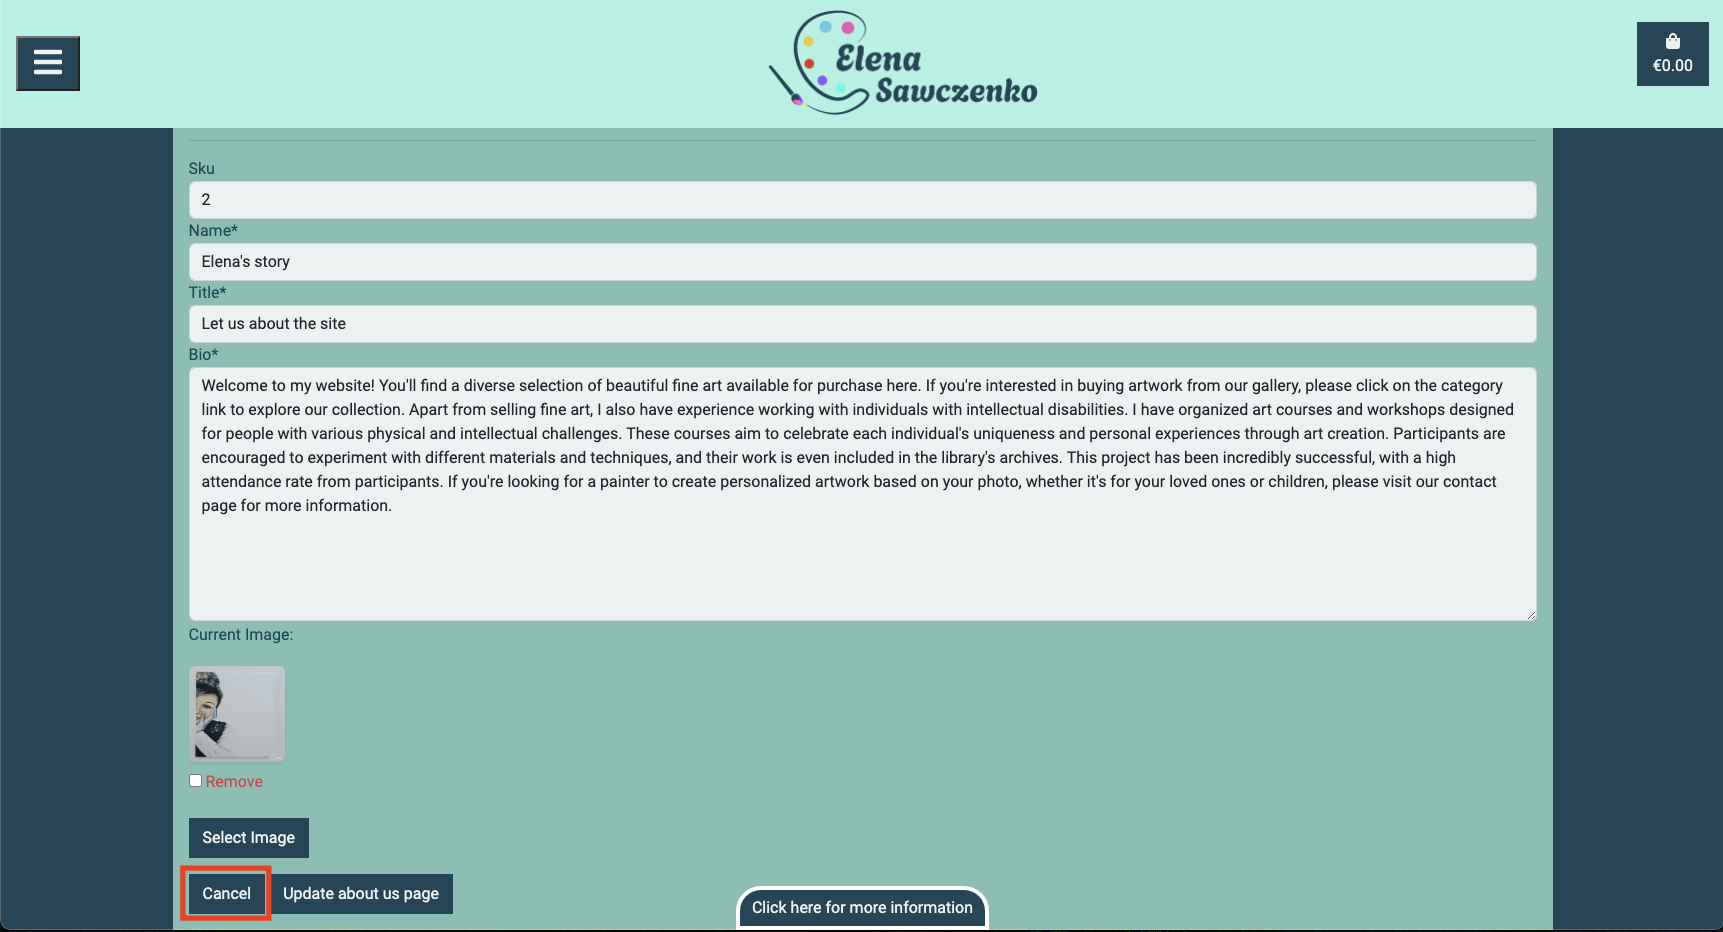 Elena
Sawczenko
€0.00
Sku
2
Name*
Elena's story
Title*
Let us about the site
Bio*
Welcome to my website! You'll find a diverse selection of beautiful fine art available for purchase here. If you're interested in buying artwork from our gallery, please click on the category
link to explore our collection. Apart from selling fine art, I also have experience working with individuals with intellectual disabilities. I have organized art courses and workshops designed
for people with various physical and intellectual challenges. These courses aim to celebrate each individual's uniqueness and personal experiences through art creation. Participants are
encouraged to experiment with different materials and techniques, and their work is even included in the library's archives. This project has been incredibly successful, with a high
attendance rate from participants. If you're looking for a painter to create personalized artwork based on your photo, whether it's for your loved ones or children, please visit our contact
page for more information.
Current Image:
Remove
Select Image
Cancel
Update about us page
Click here for more information